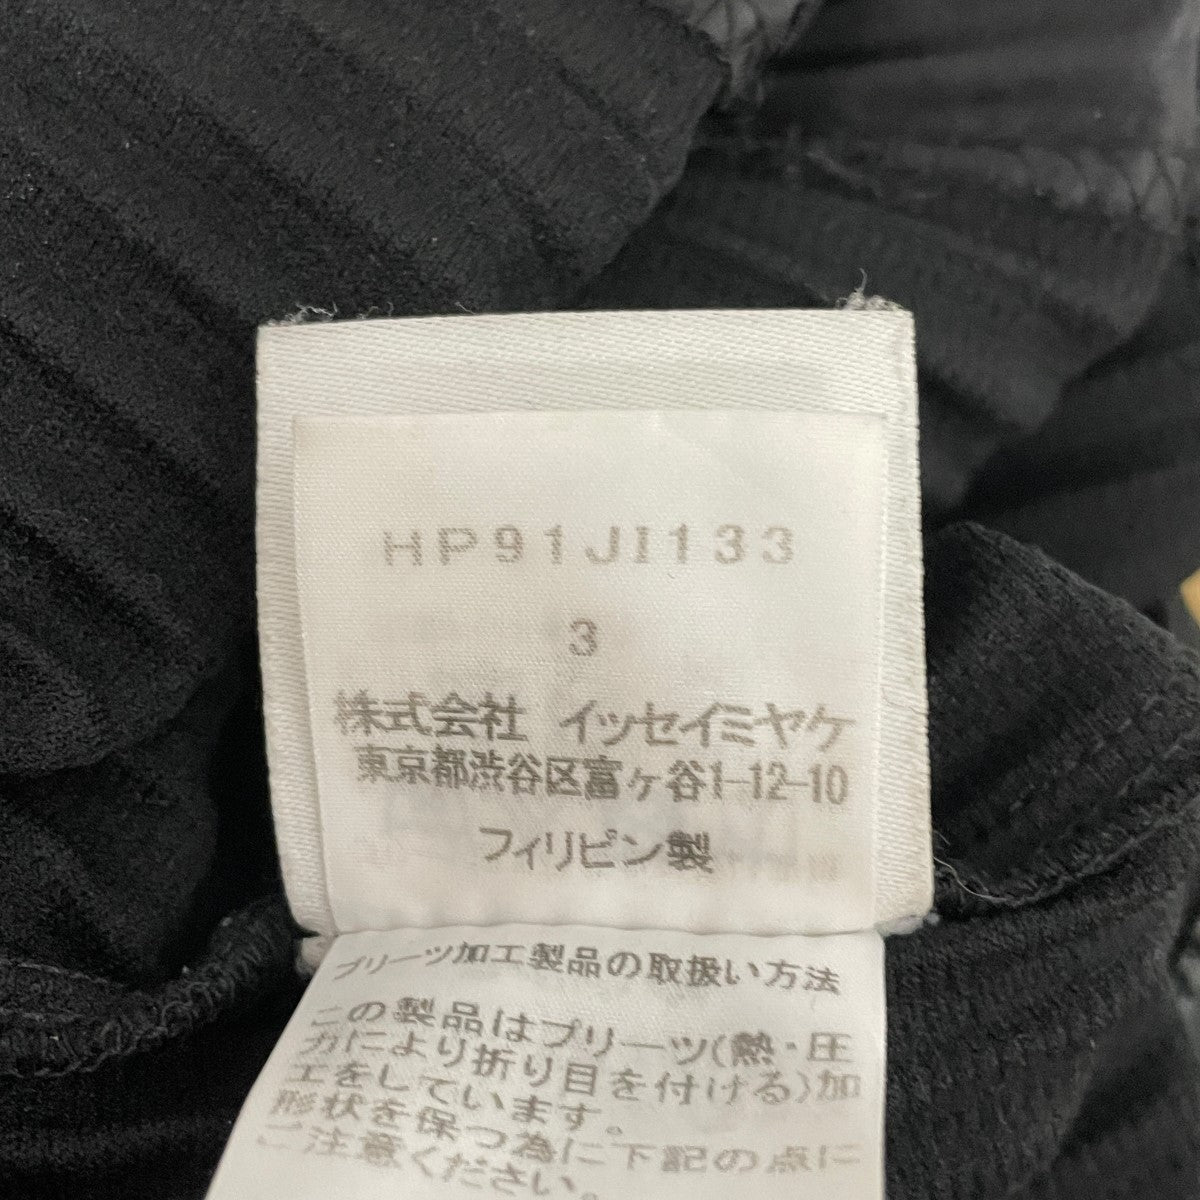 HP91JI133
3
株式会社 イッセイミヤケ
東京都渋谷区富ヶ谷1-12-10
フィリピン製
プリーツ加工製品の取扱い方法
この製品はプリーツ(熱・圧
力により折り目を付ける)加
工をしています。
形状を保つ為に下記の点に
ご注意ください。